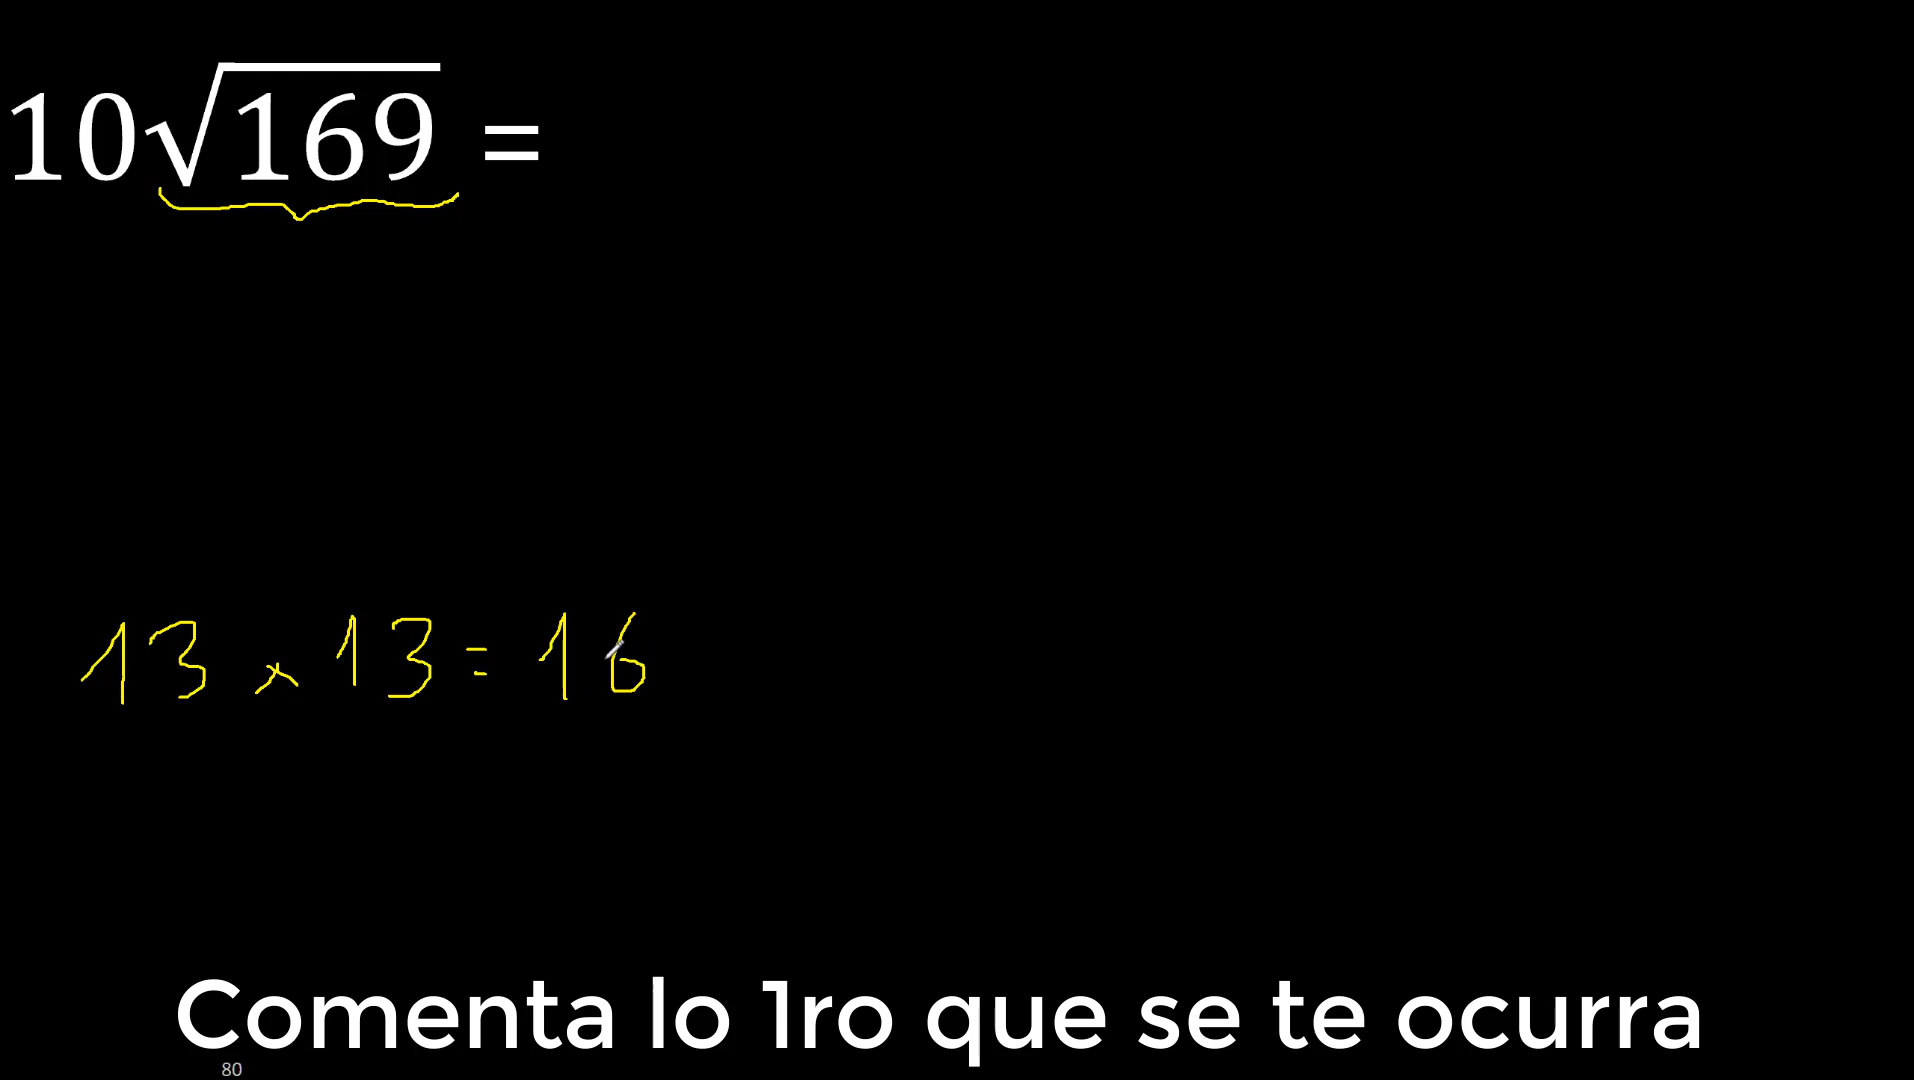 10√169 =
13 x 13 = 16
Comenta lo 1ro que se te ocurra
80